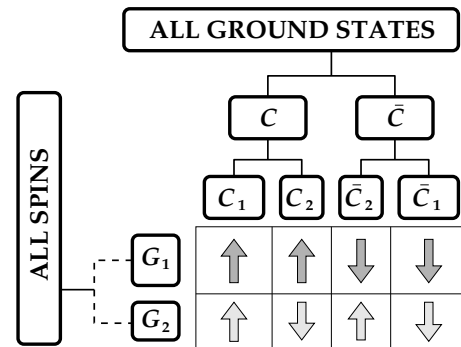 ALL GROUND STATES
C C̄
C₁ C₂ C̄₂ C̄₁
ALL SPINS
G₁
G₂